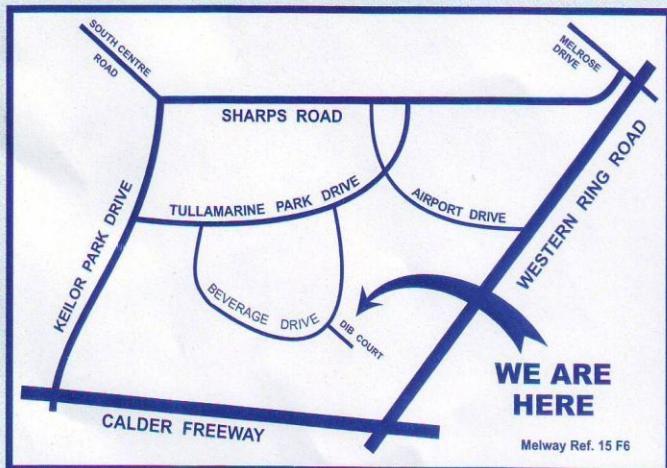 SOUTH CENTRE
ROAD
MELROSE
DRIVE
SHARPS ROAD
WESTERN RING ROAD
KEILOR PARK DRIVE
TULLAMARINE PARK DRIVE
AIRPORT DRIVE
BEVERAGE DRIVE
DIB COURT
WE ARE
HERE
CALDER FREEWAY
Melway Ref. 15 F6